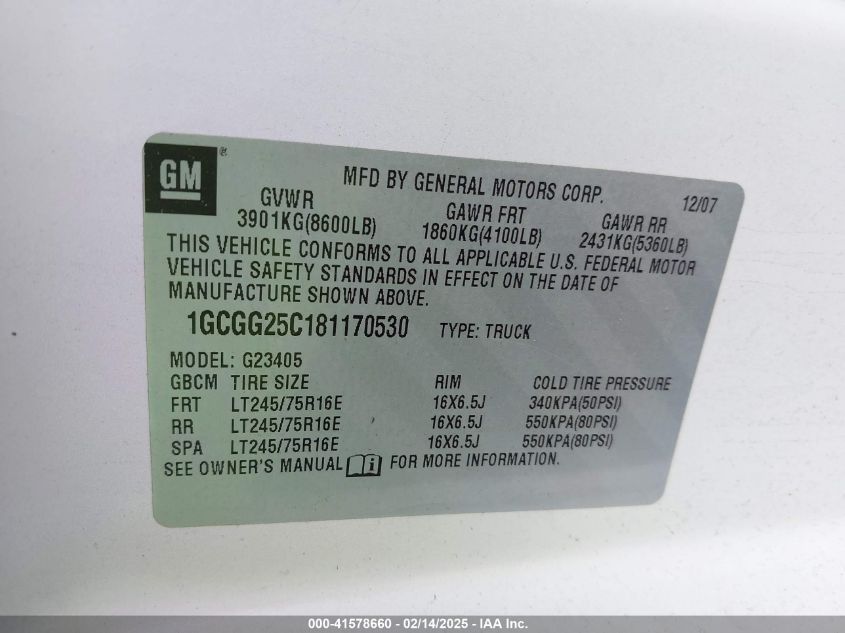 GM®
MFD BY GENERAL MOTORS CORP. 12/07
GVWR GAWR FRT GAWR RR
3901KG(8600LB) 1860KG(4100LB) 2431KG(5360LB)
THIS VEHICLE CONFORMS TO ALL APPLICABLE U.S. FEDERAL MOTOR
VEHICLE SAFETY STANDARDS IN EFFECT ON THE DATE OF
MANUFACTURE SHOWN ABOVE.
1GCGG25C181170530 TYPE: TRUCK
MODEL: G23405
GBCM TIRE SIZE RIM COLD TIRE PRESSURE
FRT LT245/75R16E 16X6.5J 340KPA(50PSI)
RR LT245/75R16E 16X6.5J 550KPA(80PSI)
SPA LT245/75R16E 16X6.5J 550KPA(80PSI)
SEE OWNER'S MANUAL i FOR MORE INFORMATION.
000-41578660 - 02/14/2025 - IAA Inc.